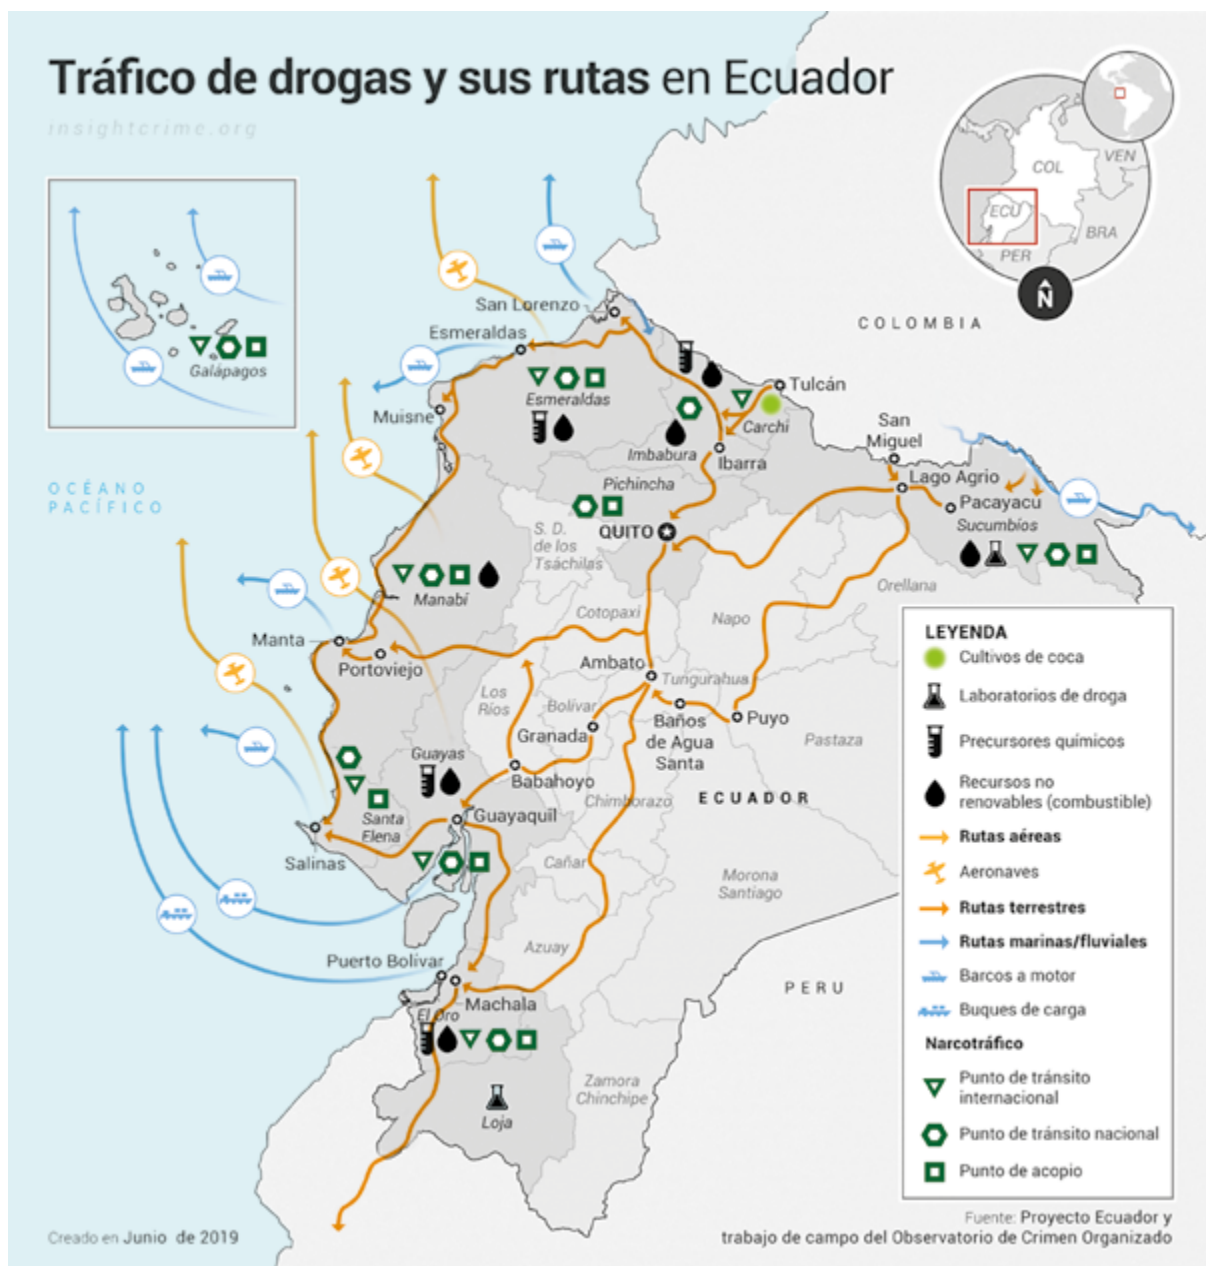 Tráfico de drogas y sus rutas en Ecuador
insightcrime.org
COL
VEN
ECU
BRA
PER
N
COLOMBIA
San Lorenzo
Esmeraldas
Galápagos
Muisne
Esmeraldas
Tulcán
Carchi
Imbabura
Ibarra
San
Miguel
Lago Agrio
Pacayacu
Sucumbíos
OCÉANO
PACÍFICO
Pichincha
QUITO
S. D.
de los
Tsáchilas
Orellana
Manabí
Cotopaxi
Napo
Manta
Portoviejo
Ambato
Tungurahua
Los
Ríos
Bolívar
Granada
Baños
de Agua
Santa
Puyo
Pastaza
Guayas
Babahoyo
Chimborazo
ECUADOR
Santa
Elena
Guayaquil
Salinas
Cañar
Morona
Santiago
Azuay
Puerto Bolívar
Machala
El Oro
PERU
Zamora
Chinchipe
Loja
LEYENDA
Cultivos de coca
Laboratorios de droga
Precursores químicos
Recursos no
renovables (combustible)
Rutas aéreas
Aeronaves
Rutas terrestres
Rutas marinas/fluviales
Barcos a motor
Buques de carga
Narcotráfico
Punto de tránsito
internacional
Punto de tránsito nacional
Punto de acopio
Creado en Junio de 2019
Fuente: Proyecto Ecuador y
trabajo de campo del Observatorio de Crimen Organizado